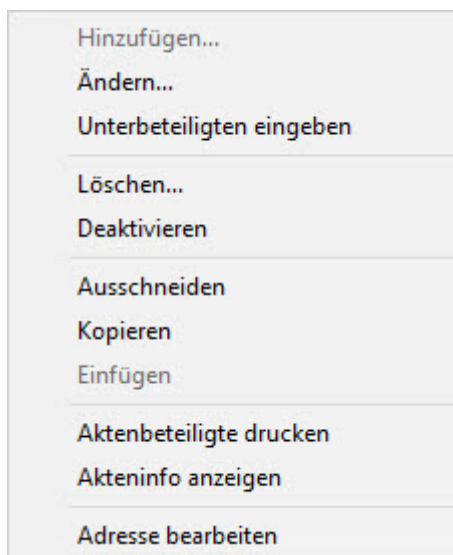 Hinzufügen...
Ändern...
Unterbeteiligten eingeben
Löschen...
Deaktivieren
Ausschneiden
Kopieren
Einfügen
Aktenbeteiligte drucken
Akteninfo anzeigen
Adresse bearbeiten